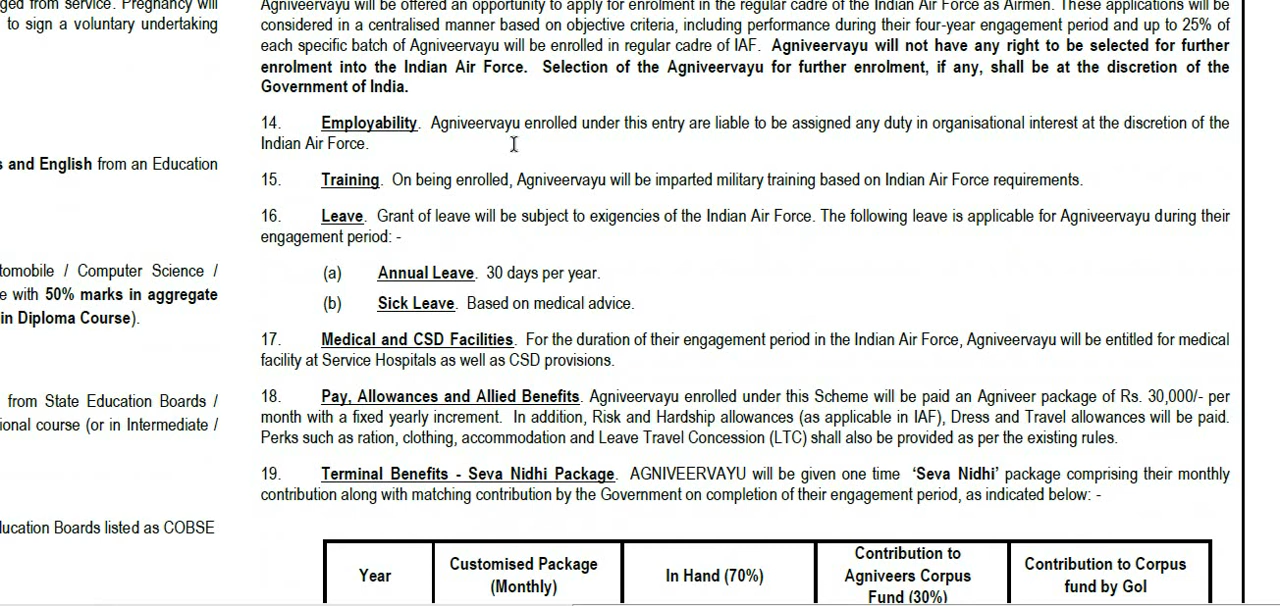 ged from service. Pregnancy will
to sign a voluntary undertaking
s and English from an Education
tomobile / Computer Science /
e with 50% marks in aggregate
in Diploma Course).
from State Education Boards /
ional course (or in Intermediate /
ducation Boards listed as COBSE
Agniveervayu will be offered an opportunity to apply for enrolment in the regular cadre of the Indian Air Force as Airmen. These applications will be
considered in a centralised manner based on objective criteria, including performance during their four-year engagement period and up to 25% of
each specific batch of Agniveervayu will be enrolled in regular cadre of IAF. Agniveervayu will not have any right to be selected for further
enrolment into the Indian Air Force. Selection of the Agniveervayu for further enrolment, if any, shall be at the discretion of the
Government of India.
14. Employability. Agniveervayu enrolled under this entry are liable to be assigned any duty in organisational interest at the discretion of the
Indian Air Force.
15. Training. On being enrolled, Agniveervayu will be imparted military training based on Indian Air Force requirements.
16. Leave. Grant of leave will be subject to exigencies of the Indian Air Force. The following leave is applicable for Agniveervayu during their
engagement period: -
(a) Annual Leave. 30 days per year.
(b) Sick Leave. Based on medical advice.
17. Medical and CSD Facilities. For the duration of their engagement period in the Indian Air Force, Agniveervayu will be entitled for medical
facility at Service Hospitals as well as CSD provisions.
18. Pay, Allowances and Allied Benefits. Agniveervayu enrolled under this Scheme will be paid an Agniveer package of Rs. 30,000/- per
month with a fixed yearly increment. In addition, Risk and Hardship allowances (as applicable in IAF), Dress and Travel allowances will be paid.
Perks such as ration, clothing, accommodation and Leave Travel Concession (LTC) shall also be provided as per the existing rules.
19. Terminal Benefits - Seva Nidhi Package. AGNIVEERVAYU will be given one time ‘Seva Nidhi’ package comprising their monthly
contribution along with matching contribution by the Government on completion of their engagement period, as indicated below: -
Year
Customised Package
(Monthly)
In Hand (70%)
Contribution to
Agniveers Corpus
Fund (30%)
Contribution to Corpus
fund by GoI